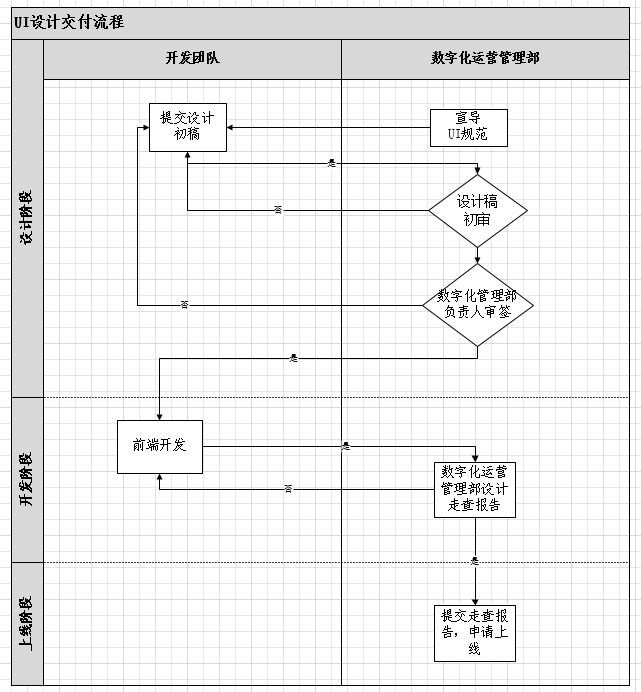 UI设计交付流程
开发团队
数字化运营管理部
设计阶段
提交设计
初稿
宣导
UI规范
是
设计稿
初审
否
数字化管理部
负责人审签
否
是
开发阶段
前端开发
是
数字化运营
管理部设计
走查报告
否
是
上线阶段
提交走查报
告，申请上
线